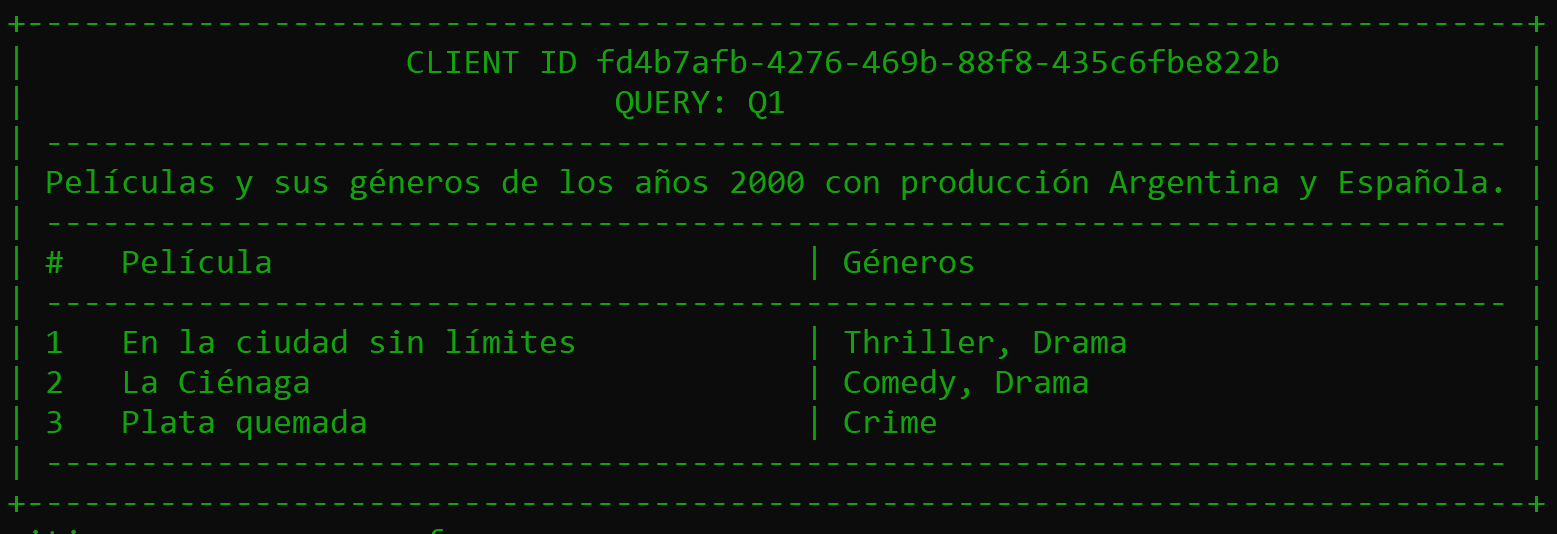 CLIENT ID fd4b7afb-4276-469b-88f8-435c6fbe822b
QUERY: Q1
Películas y sus géneros de los años 2000 con producción Argentina y Española.
# Película | Géneros
1 En la ciudad sin límites | Thriller, Drama
2 La Ciénaga | Comedy, Drama
3 Plata quemada | Crime